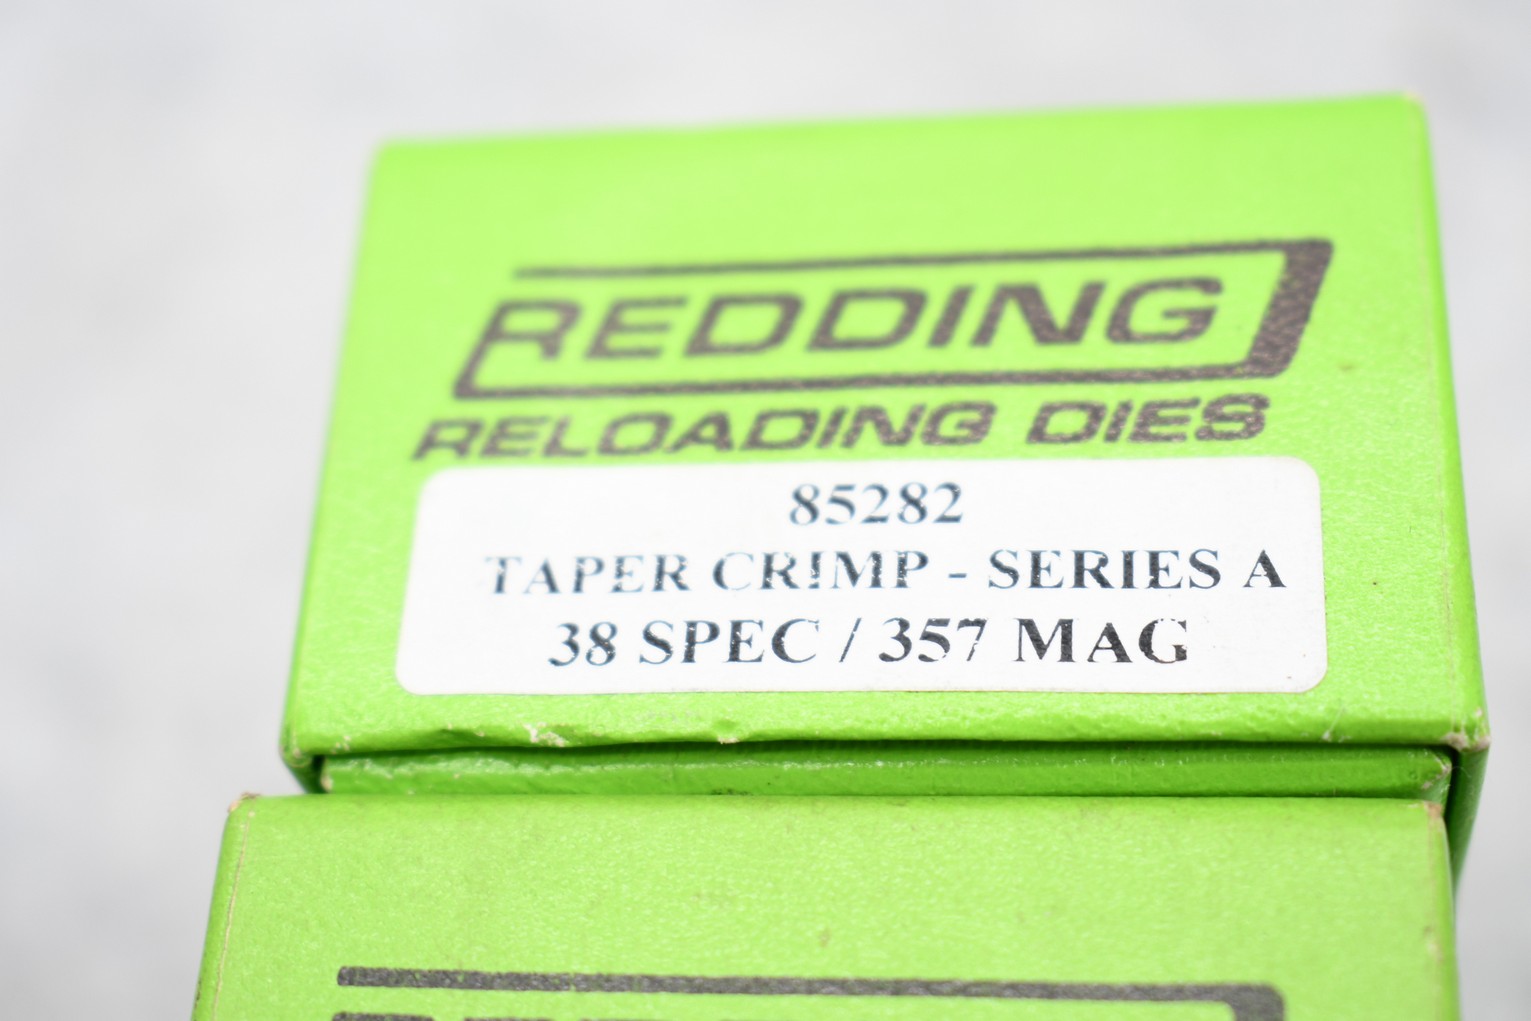 REDDING
RELOADING DIES
85282
TAPER CRIMP - SERIES A
38 SPEC / 357 MAG